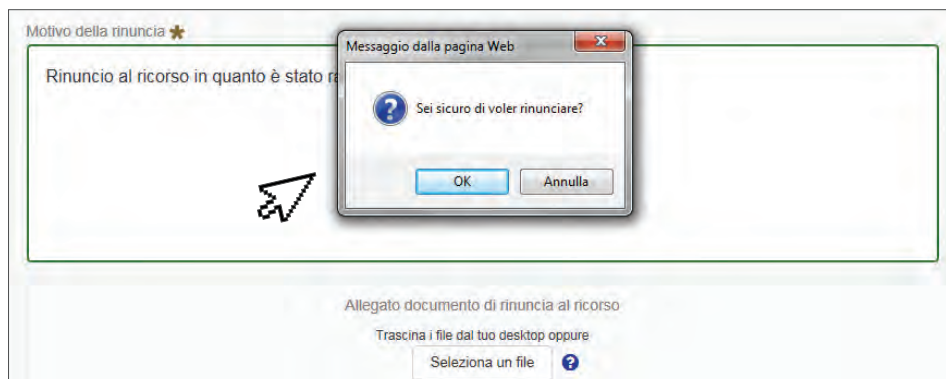 Motivo della rinuncia
Messaggio dalla pagina Web
Rinuncio al ricorso in quanto è stato
Sei sicuro di voler rinunciare?
OK Annulla
Allegato documento di rinuncia al ricorso
Trascina i file dal tuo desktop oppure
Seleziona un file ?